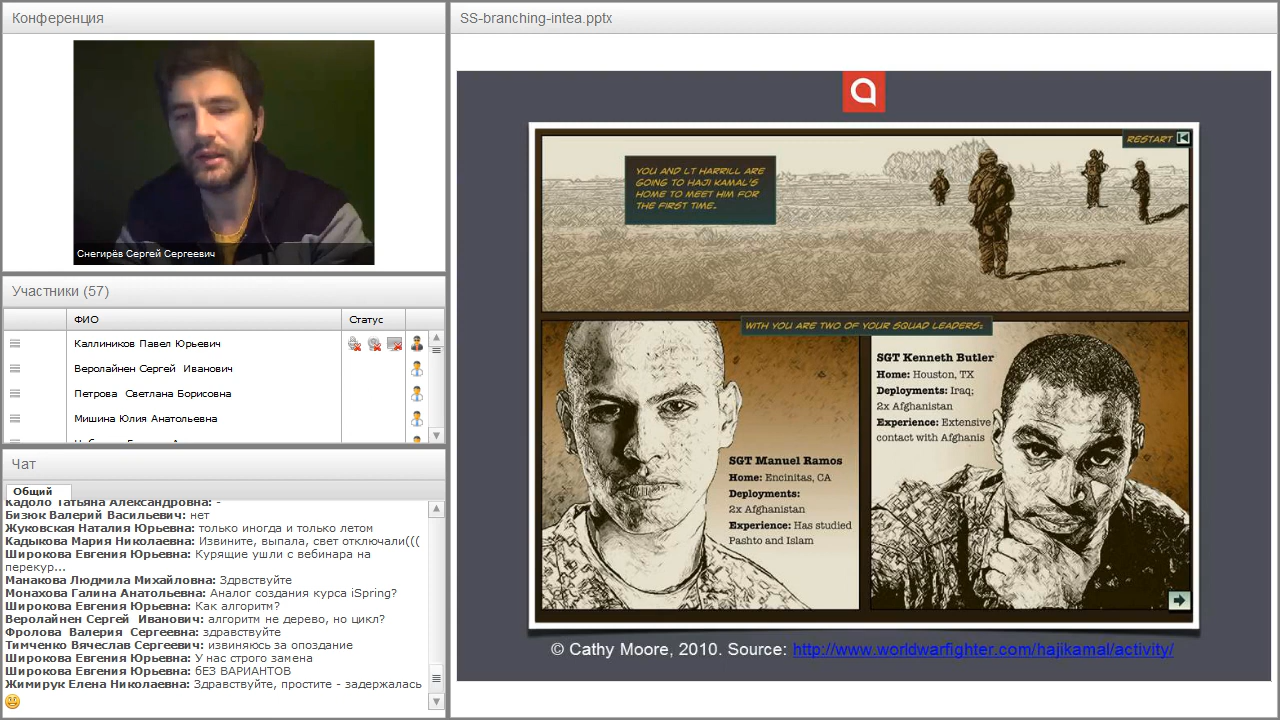 Конференция
Снегирёв Сергей Сергеевич
Участники (57)
ФИО
Статус
Каллиников Павел Юрьевич
Веролайнен Сергей Иванович
Петрова Светлана Борисовна
Мишина Юлия Анатольевна
Чат
Общий
Кадоло Татьяна Александровна: -
Бизюк Валерий Васильевич: нет
Жуковская Наталия Юрьевна: только иногда и только летом
Кадыкова Мария Николаевна: Извините, выпала, свет отключали(((
Широкова Евгения Юрьевна: Курящие ушли с вебинара на
перекур...
Манакова Людмила Михайловна: Здрвствуйте
Монахова Галина Анатольевна: Аналог создания курса iSpring?
Широкова Евгения Юрьевна: Как алгоритм?
Веролайнен Сергей Иванович: алгоритм не дерево, но цикл?
Фролова Валерия Сергеевна: здравствуйте
Тимченко Вячеслав Сергеевич: извиняюсь за опоздание
Широкова Евгения Юрьевна: У нас строго замена
Широкова Евгения Юрьевна: бЕЗ ВАРИАНТОВ
Жимирук Елена Николаевна: Здравствуйте, простите - задержалась
SS-branching-intea.pptx
RESTART
YOU AND LT HARRILL ARE
GOING TO HAJI KAMAL'S
HOME TO MEET HIM FOR
THE FIRST TIME.
WITH YOU ARE TWO OF YOUR SQUAD LEADERS:
SGT Manuel Ramos
Home: Encinitas, CA
Deployments:
2x Afghanistan
Experience: Has studied
Pashto and Islam
SGT Kenneth Butler
Home: Houston, TX
Deployments: Iraq;
2x Afghanistan
Experience: Extensive
contact with Afghanis
© Cathy Moore, 2010. Source: http://www.worldwarfighter.com/hajikamal/activity/